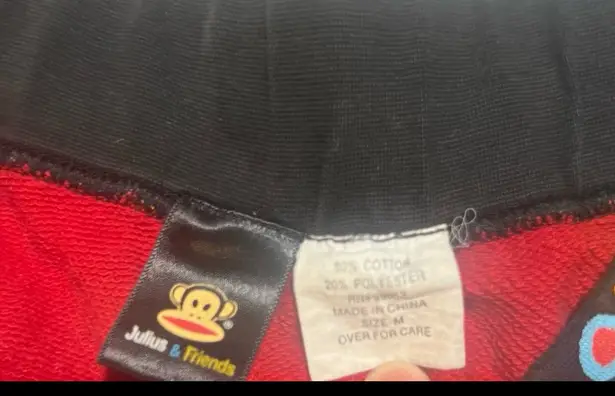 Julius & Friends
80% COTTON
20% POLYESTER
MADE IN CHINA
SIZE M
OVER FOR CARE